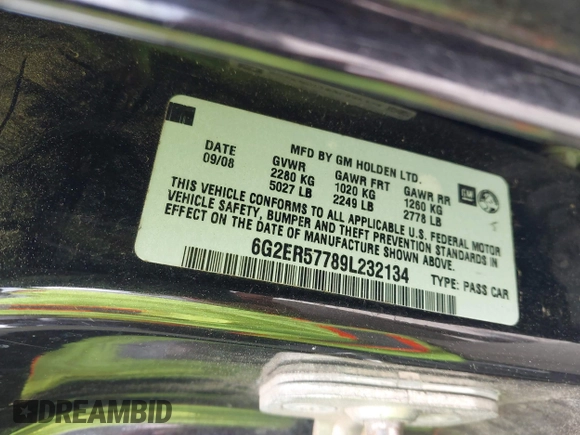 MFD BY GM HOLDEN LTD.
DATE GVWR GAWR FRT GAWR RR
09/08 2280 KG 1020 KG 1260 KG
5027 LB 2249 LB 2778 LB
THIS VEHICLE CONFORMS TO ALL APPLICABLE U.S. FEDERAL MOTOR
VEHICLE SAFETY, BUMPER AND THEFT PREVENTION STANDARDS IN
EFFECT ON THE DATE OF MANUFACTURE SHOWN ABOVE.
6G2ER57789L232134
TYPE: PASS CAR
GM
DREAMBID